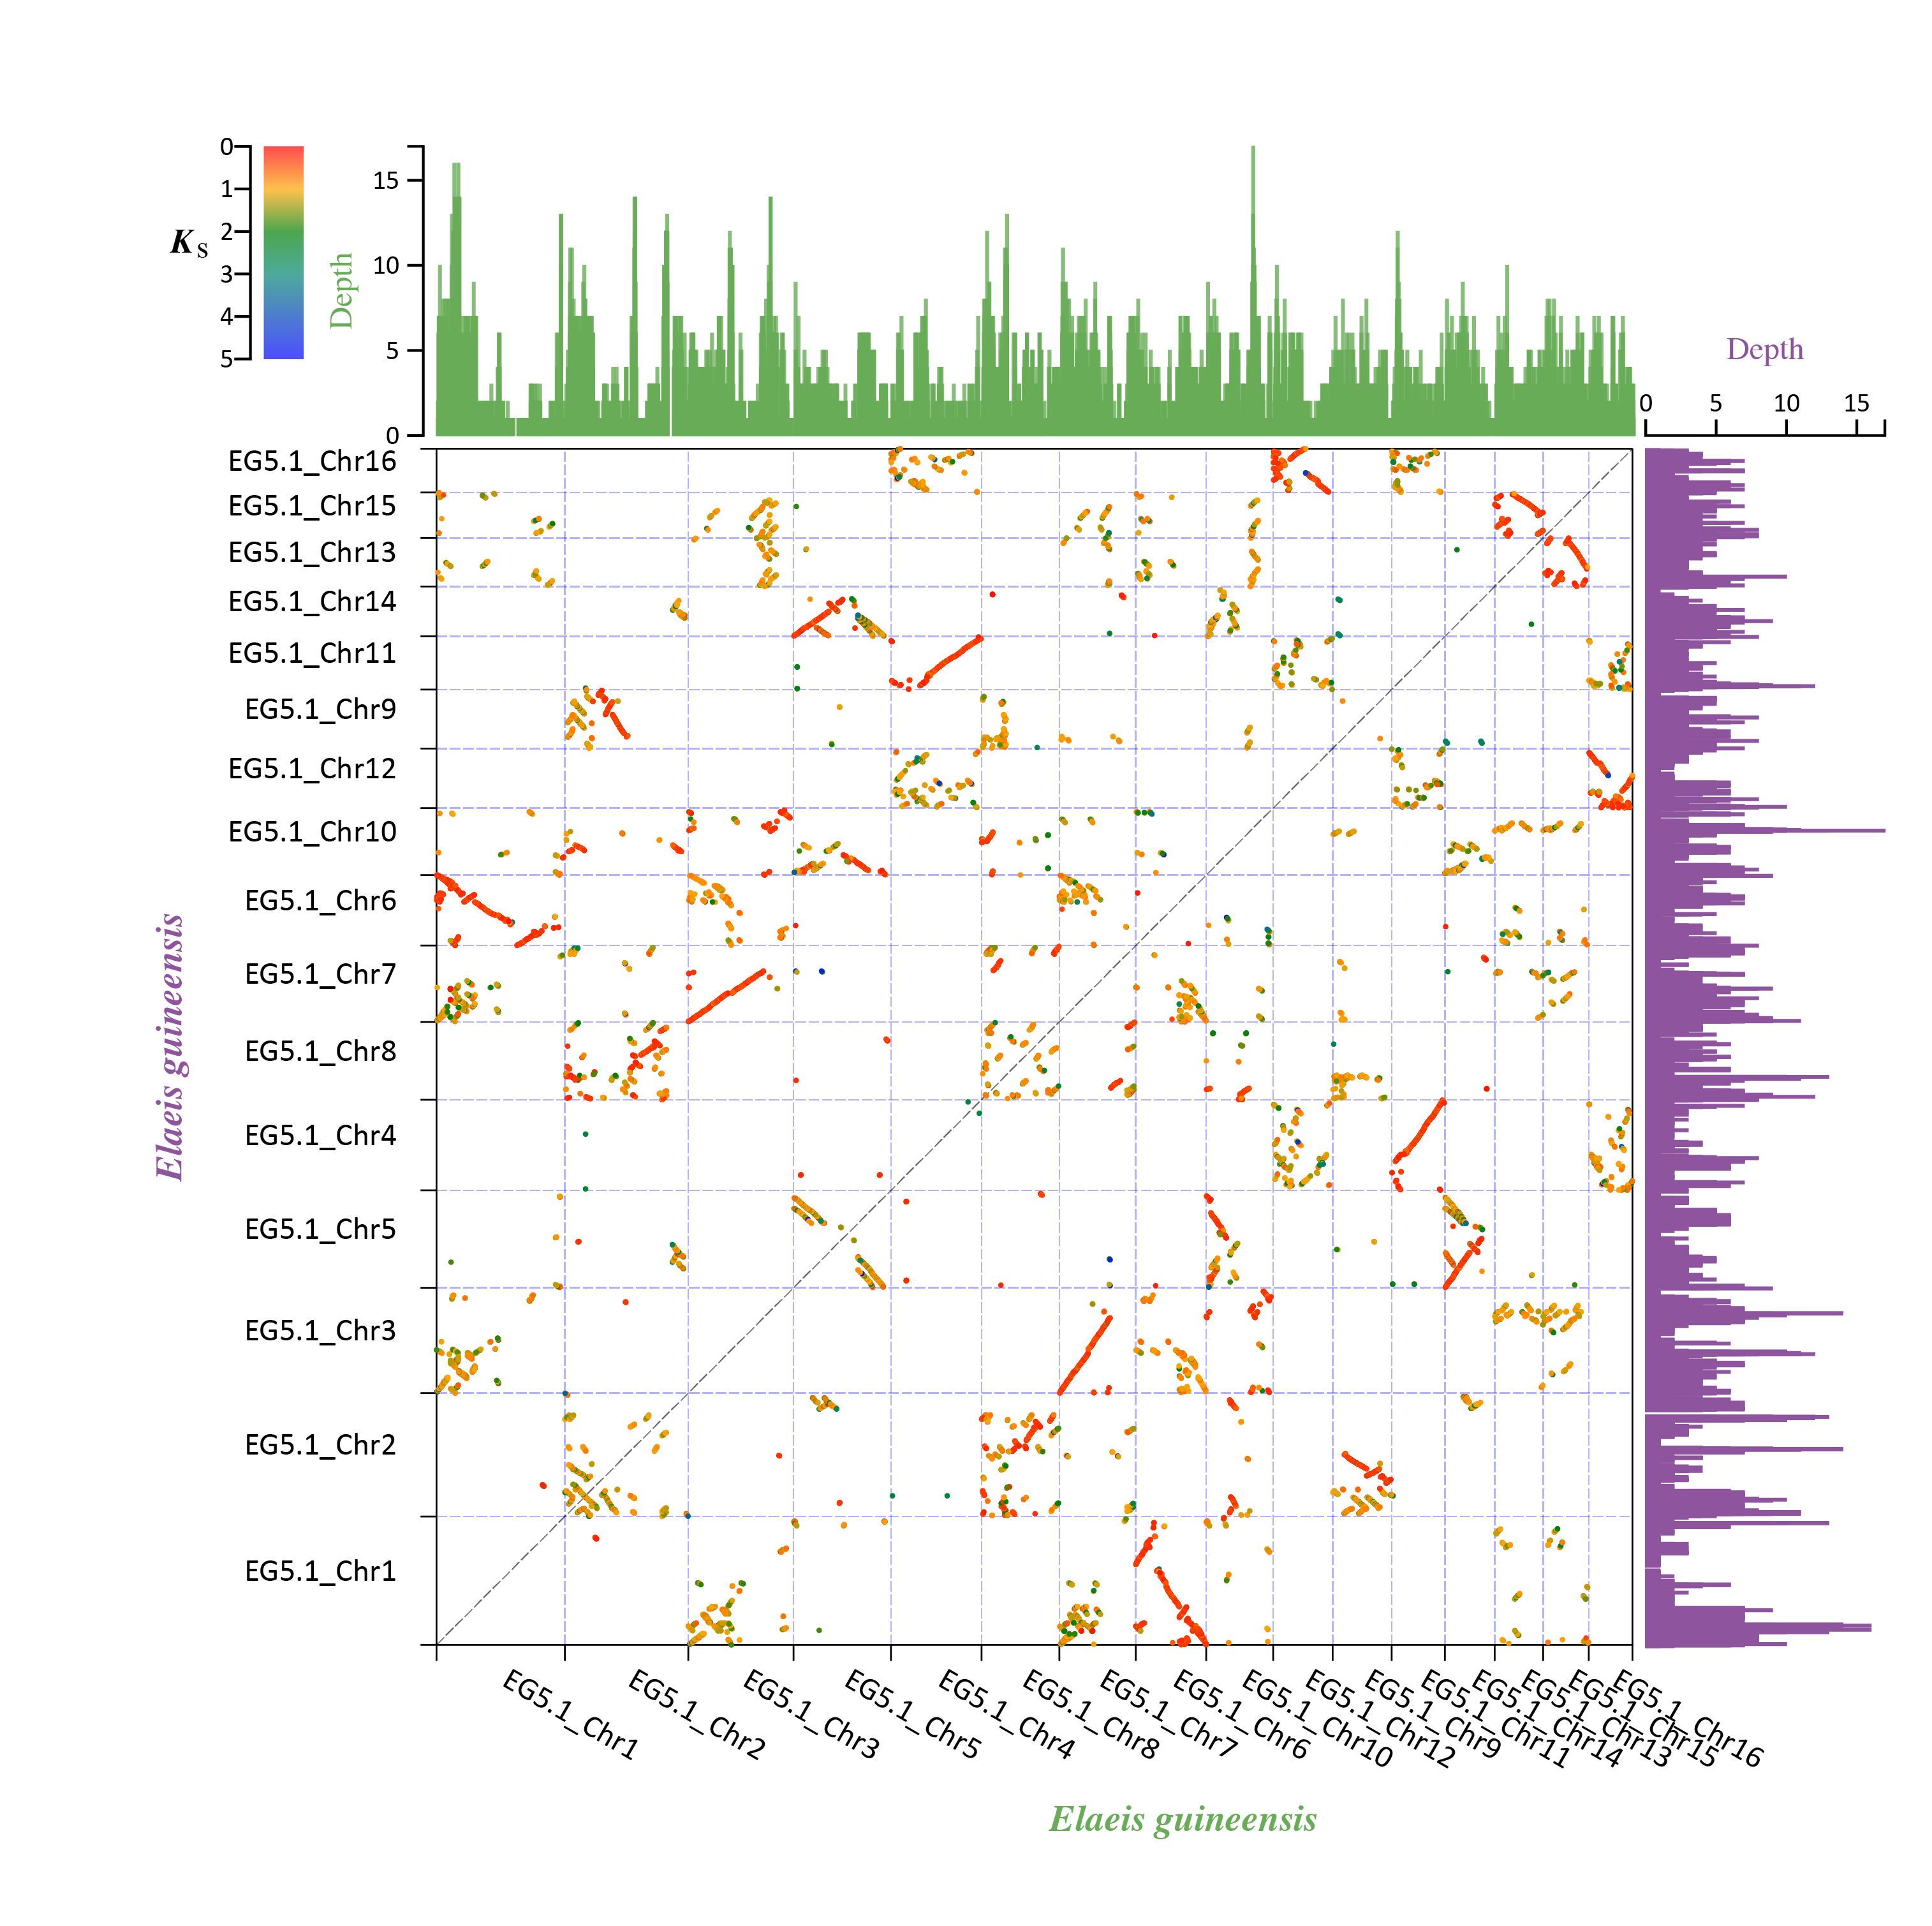 0
1
2
3
4
5
K S
Depth
15
10
5
0
Depth
0 5 10 15
EG5.1_Chr16
EG5.1_Chr15
EG5.1_Chr13
EG5.1_Chr14
EG5.1_Chr11
EG5.1_Chr9
EG5.1_Chr12
EG5.1_Chr10
EG5.1_Chr6
EG5.1_Chr7
EG5.1_Chr8
EG5.1_Chr4
EG5.1_Chr5
EG5.1_Chr3
EG5.1_Chr2
EG5.1_Chr1
Elaeis guineensis
EG5.1_Chr1
EG5.1_Chr2
EG5.1_Chr3
EG5.1_Chr5
EG5.1_Chr4
EG5.1_Chr8
EG5.1_Chr7
EG5.1_Chr6
EG5.1_Chr10
EG5.1_Chr12
EG5.1_Chr9
EG5.1_Chr11
EG5.1_Chr14
EG5.1_Chr13
EG5.1_Chr15
EG5.1_Chr16
Elaeis guineensis